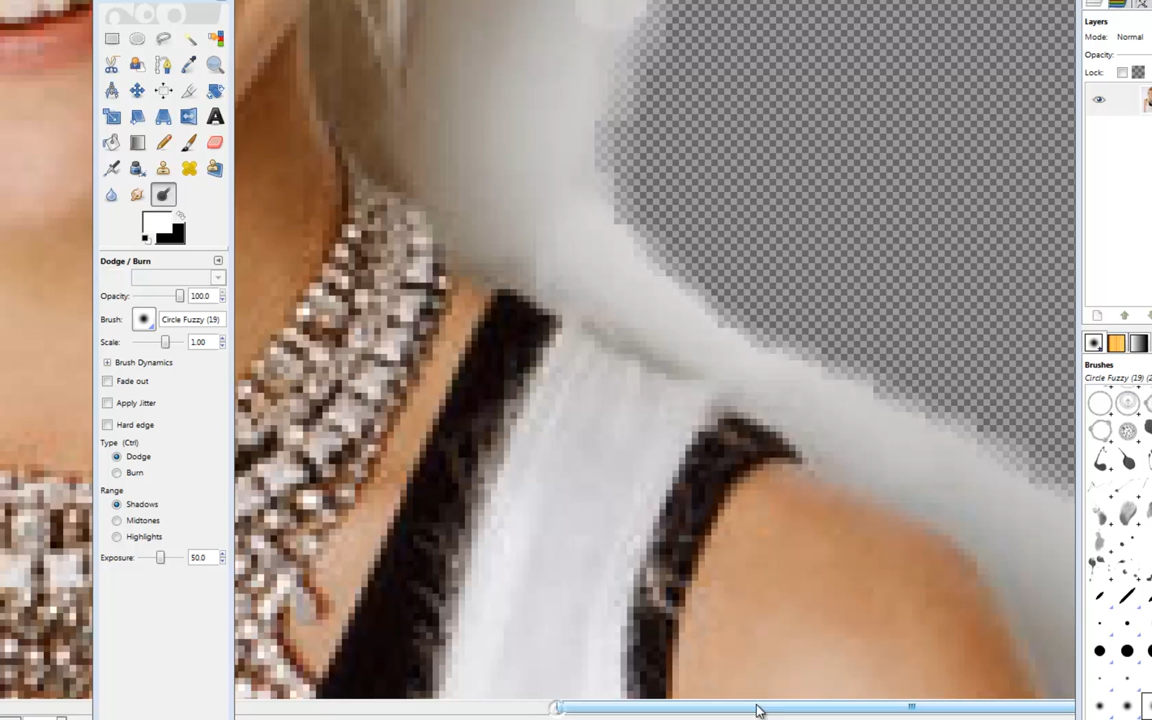 Dodge / Burn
Opacity: 100.0
Brush: Circle Fuzzy (19)
Scale: 1.00
Brush Dynamics
Fade out
Apply Jitter
Hard edge
Type (Ctrl)
Dodge
Burn
Range
Shadows
Midtones
Highlights
Exposure: 50.0
Layers
Mode: Normal
Opacity:
Lock:
Brushes
Circle Fuzzy (19) (2